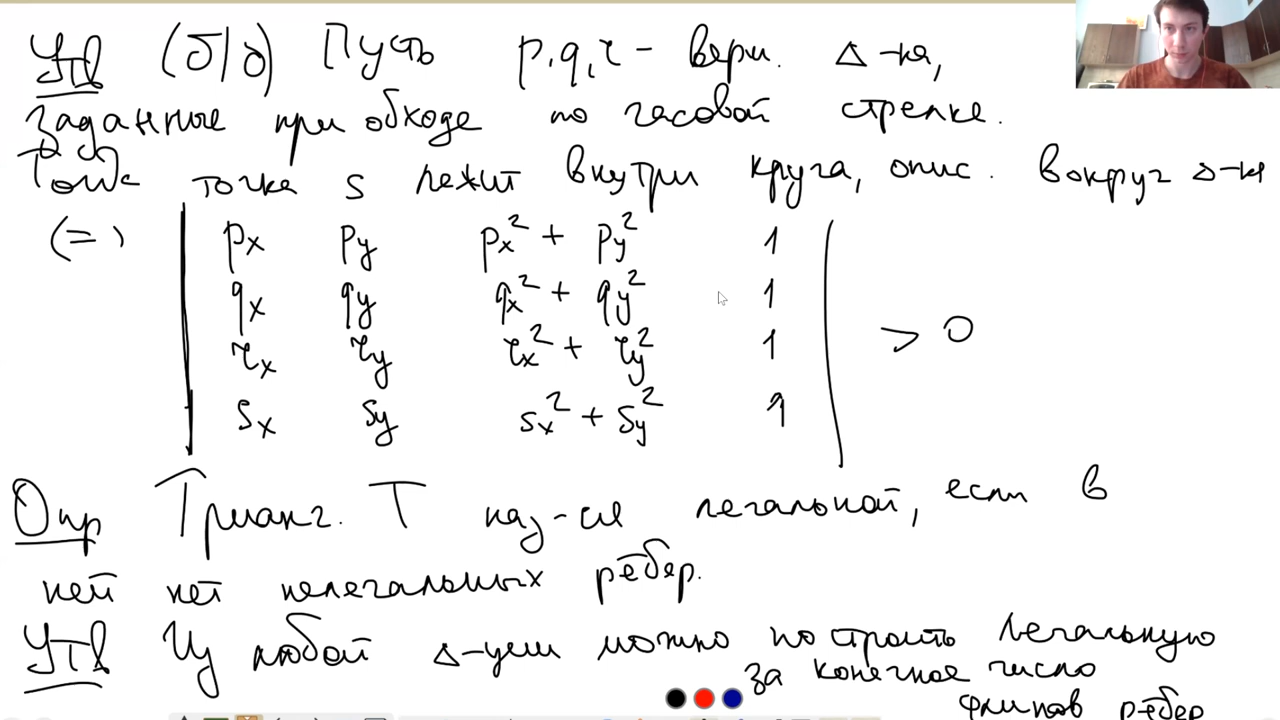 Утв (б/д) Пусть p, q, r - верш. Δ-ка,
заданные при обходе по часовой стрелке.
Тогда точка s лежит внутри круга, опис. вокруг Δ-ка
(=)
px py px² + py² 1
qx qy qx² + qy² 1
rx ry rx² + ry² 1 > 0
sx sy sx² + sy² 1
Опр Трианг. T наз-ся легальной, если в
ней нет нелегальных рёбер.
Утв Из любой Δ-ции можно построить легальную
за конечное число
флипов рёбер